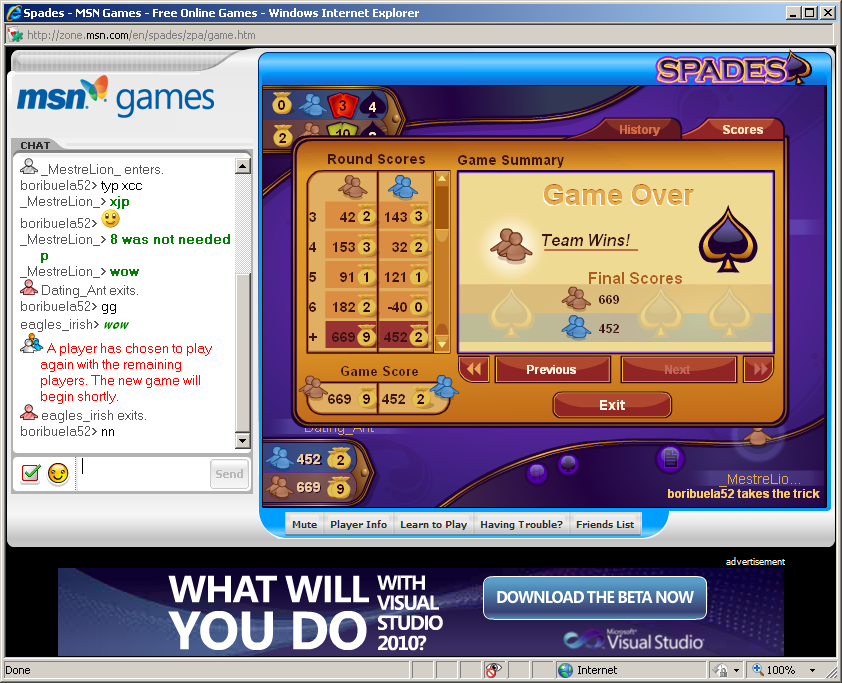 Spades - MSN Games - Free Online Games - Windows Internet Explorer
http://zone.msn.com/en/spades/zpa/game.htm
msn games
CHAT
_MestreLion_ enters.
boribuela52> typ xcc
_MestreLion_> xjp
boribuela52>
_MestreLion_> 8 was not needed
p
_MestreLion_> wow
Dating_Ant exits.
boribuela52> gg
eagles_irish> wow
A player has chosen to play
again with the remaining
players. The new game will
begin shortly.
eagles_irish exits.
boribuela52> nn
Send
SPADES
0 3 4
2 10
History
Scores
Round Scores
Game Summary
3 42 2 143 3
4 153 3 32 2
5 91 1 121 1
6 182 2 -40 0
+ 669 9 452 2
Game Score
669 9 452 2
Game Over
Team Wins!
Final Scores
669
452
Previous
Next
Exit
Dating_Ant
452 2
669 9
_MestreLio...
boribuela52 takes the trick
Mute
Player Info
Learn to Play
Having Trouble?
Friends List
advertisement
WHAT WILL
YOU DO
WITH
VISUAL
STUDIO
2010?
DOWNLOAD THE BETA NOW
Microsoft
Visual Studio
Done
Internet
100%